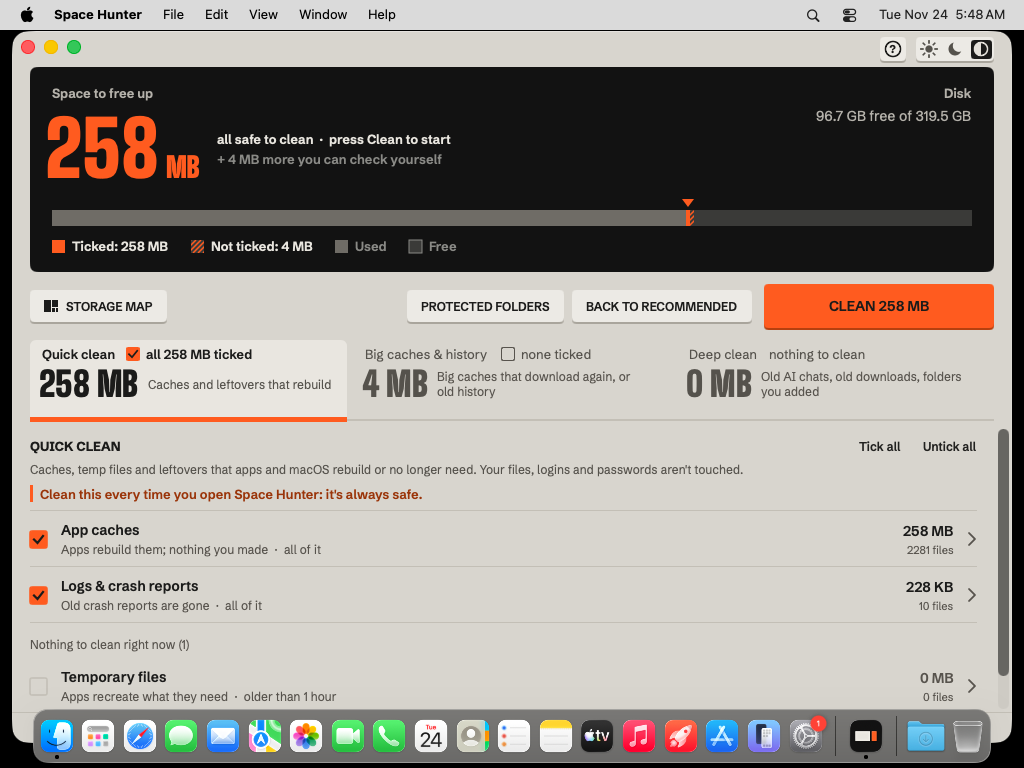 Space Hunter File Edit View Window Help Tue Nov 24 5:48 AM
Space to free up
Disk
258 MB
96.7 GB free of 319.5 GB
all safe to clean · press Clean to start
+ 4 MB more you can check yourself
Ticked: 258 MB Not ticked: 4 MB Used Free
STORAGE MAP PROTECTED FOLDERS BACK TO RECOMMENDED CLEAN 258 MB
Quick clean all 258 MB ticked
258 MB Caches and leftovers that rebuild
Big caches & history none ticked
4 MB Big caches that download again, or
old history
Deep clean nothing to clean
0 MB Old AI chats, old downloads, folders
you added
QUICK CLEAN Tick all Untick all
Caches, temp files and leftovers that apps and macOS rebuild or no longer need. Your files, logins and passwords aren't touched.
Clean this every time you open Space Hunter: it's always safe.
App caches 258 MB
Apps rebuild them; nothing you made · all of it 2281 files
Logs & crash reports 228 KB
Old crash reports are gone · all of it 10 files
Nothing to clean right now (1)
Temporary files 0 MB
Apps recreate what they need · older than 1 hour 0 files
Tue
24
tv
1